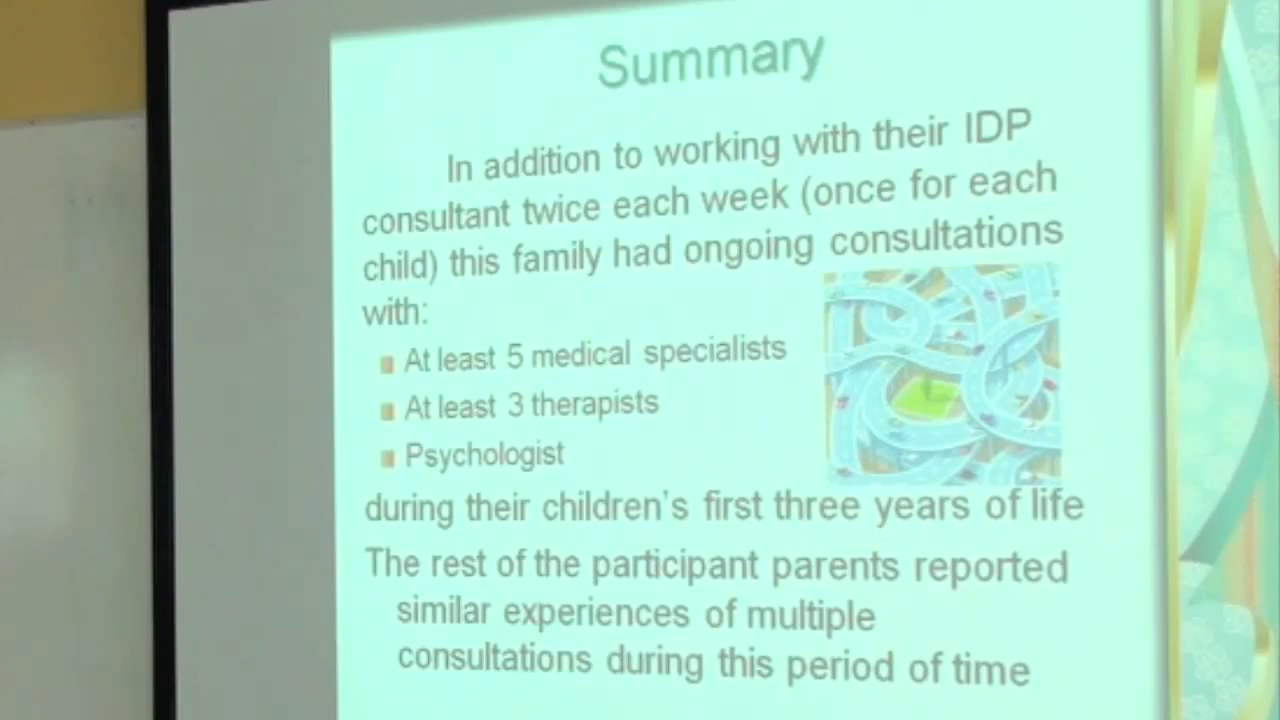 Summary
In addition to working with their IDP
consultant twice each week (once for each
child) this family had ongoing consultations
with:
At least 5 medical specialists
At least 3 therapists
Psychologist
during their children's first three years of life
The rest of the participant parents reported
similar experiences of multiple
consultations during this period of time